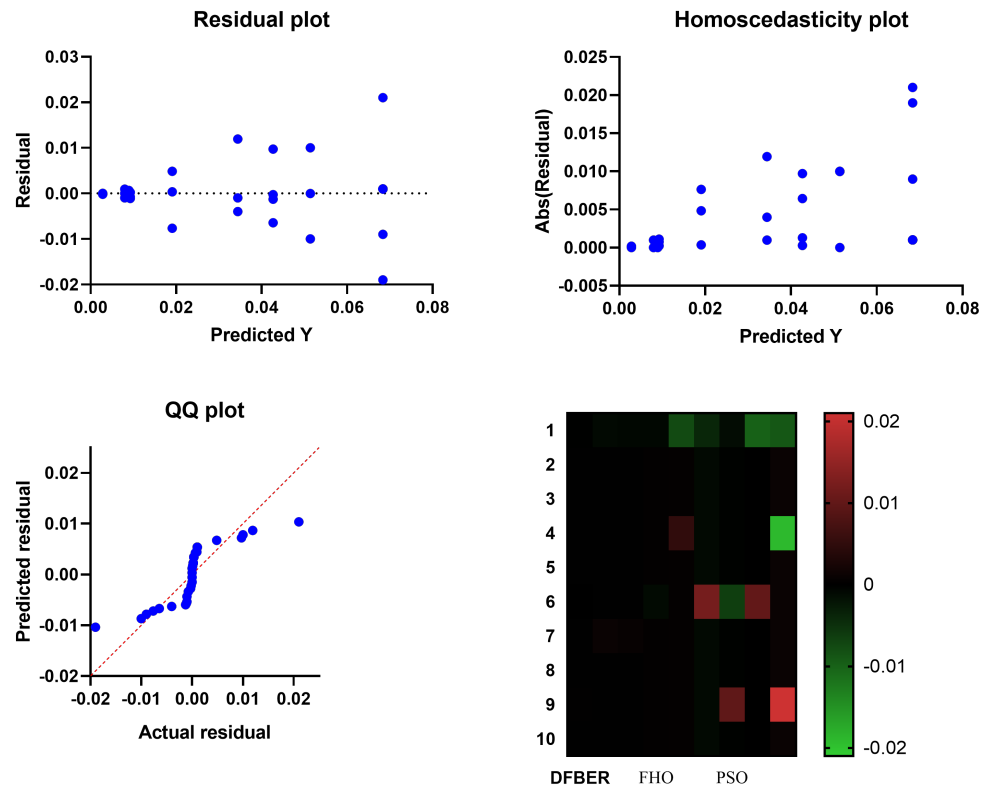 Residual plot
0.03
0.02
0.01
0.00
-0.01
-0.02
Residual
0.00 0.02 0.04 0.06 0.08
Predicted Y
Homoscedasticity plot
0.025
0.020
0.015
0.010
0.005
0.000
-0.005
Abs(Residual)
0.00 0.02 0.04 0.06 0.08
Predicted Y
QQ plot
0.02
0.01
0.00
-0.01
-0.02
Predicted residual
-0.02 -0.01 0.00 0.01 0.02
Actual residual
1
2
3
4
5
6
7
8
9
10
DFBER FHO PSO
0.02
0.01
0
-0.01
-0.02